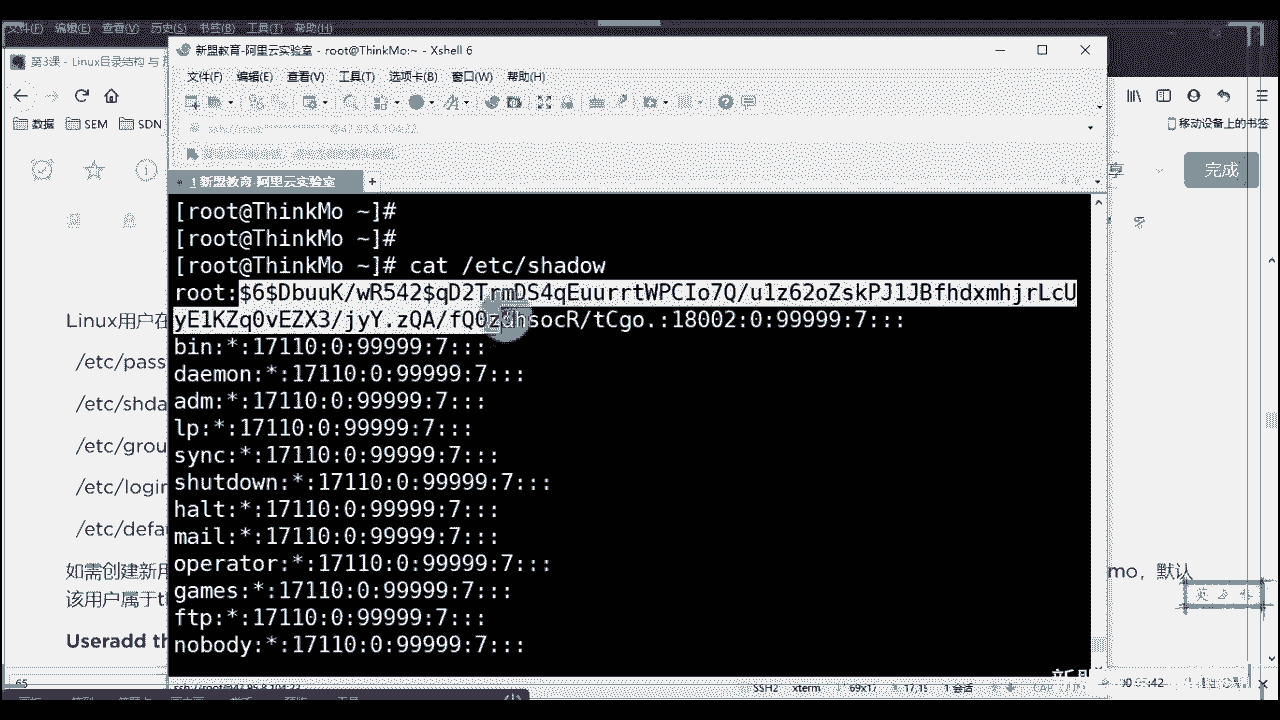 文件(F) 编辑(E) 查看(V) 历史(S) 书签(B) 工具(T) 帮助(H)
新盟教育-阿里云实验室 - root@ThinkMo:~ - Xshell 6
第3课 - Linux目录结构 与
文件(F) 编辑(E) 查看(V) 工具(T) 选项卡(B) 窗口(W) 帮助(H)
数据 SEM SDN
移动设备上的书签
完成
1 新盟教育-阿里云实验室
[root@ThinkMo ~]#
[root@ThinkMo ~]#
[root@ThinkMo ~]# cat /etc/shadow
root:$6$DbuuK/wR542$qD2TrmDS4qEuurrtWPCIo7Q/u1z62oZskPJ1JBfhdxmhjrLcU
yE1KZq0vEZX3/jyY.zQA/fQ0zdhsocR/tCgo.:18002:0:99999:7:::
bin:*:17110:0:99999:7:::
daemon:*:17110:0:99999:7:::
adm:*:17110:0:99999:7:::
lp:*:17110:0:99999:7:::
sync:*:17110:0:99999:7:::
shutdown:*:17110:0:99999:7:::
halt:*:17110:0:99999:7:::
mail:*:17110:0:99999:7:::
operator:*:17110:0:99999:7:::
games:*:17110:0:99999:7:::
ftp:*:17110:0:99999:7:::
nobody:*:17110:0:99999:7:::
Linux用户在
/etc/pass
/etc/shda
/etc/grou
/etc/login
/etc/defa
如需创建新用
mo，默认
该用户属于th
Useradd th
65
SSH2 xterm 69x17 17,15 1 会话